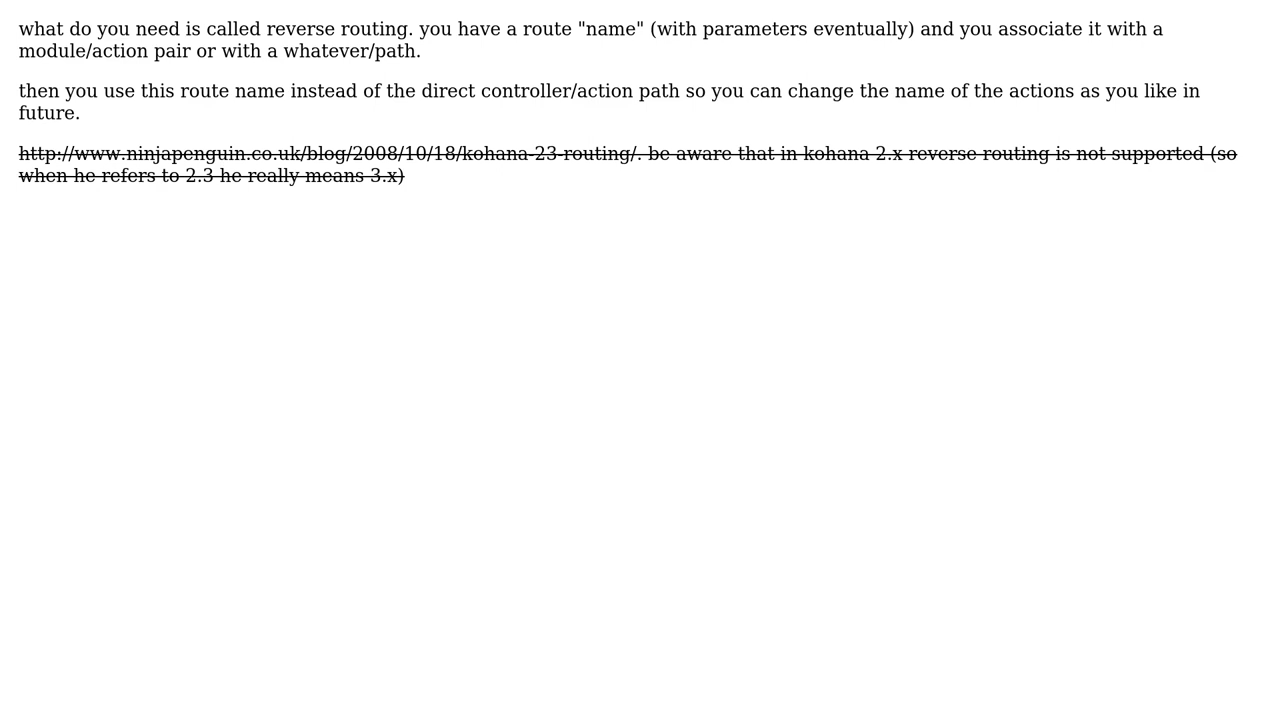 what do you need is called reverse routing. you have a route "name" (with parameters eventually) and you associate it with a
module/action pair or with a whatever/path.
then you use this route name instead of the direct controller/action path so you can change the name of the actions as you like in
future.
http://www.ninjapenguin.co.uk/blog/2008/10/18/kohana-23-routing/. be aware that in kohana 2.x reverse routing is not supported (so
when he refers to 2.3 he really means 3.x)